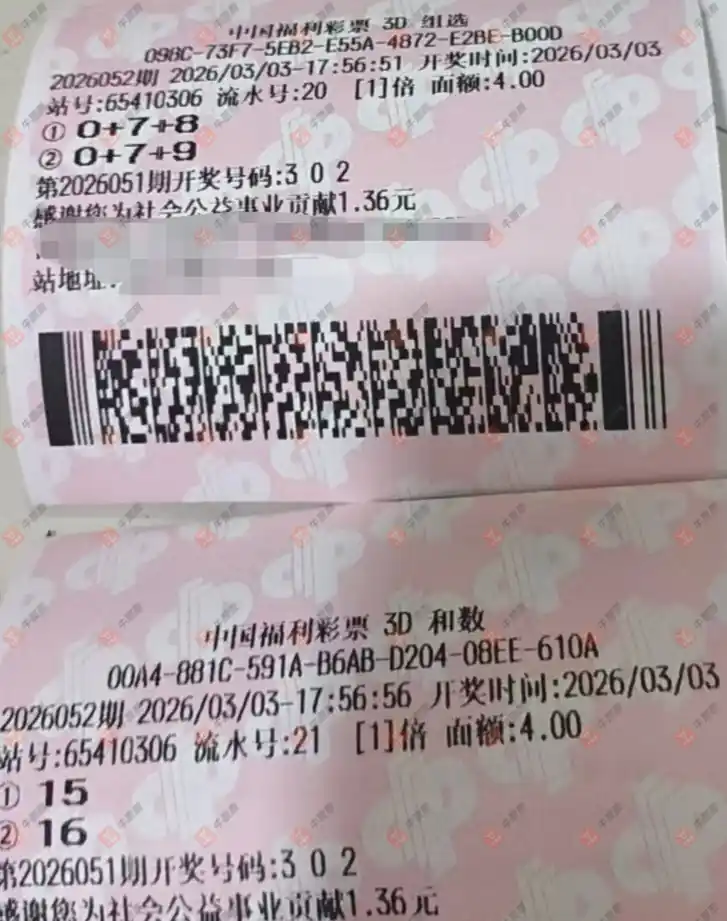 中国福利彩票 3D 组选
098C-73F7-5EB2-E55A-4872-E2BE-B00D
2026052期 2026/03/03-17:56:51 开奖时间:2026/03/03
站号:65410306 流水号:20 [1]倍 面额:4.00
① 0+7+8
② 0+7+9
第2026051期开奖号码:3 0 2
感谢您为社会公益事业贡献1.36元
站地址:
中国福利彩票 3D 和数
00A4-881C-591A-B6AB-D204-08EE-610A
2026052期 2026/03/03-17:56:56 开奖时间:2026/03/03
站号:65410306 流水号:21 [1]倍 面额:4.00
① 15
② 16
第2026051期开奖号码:3 0 2
感谢您为社会公益事业贡献1.36元